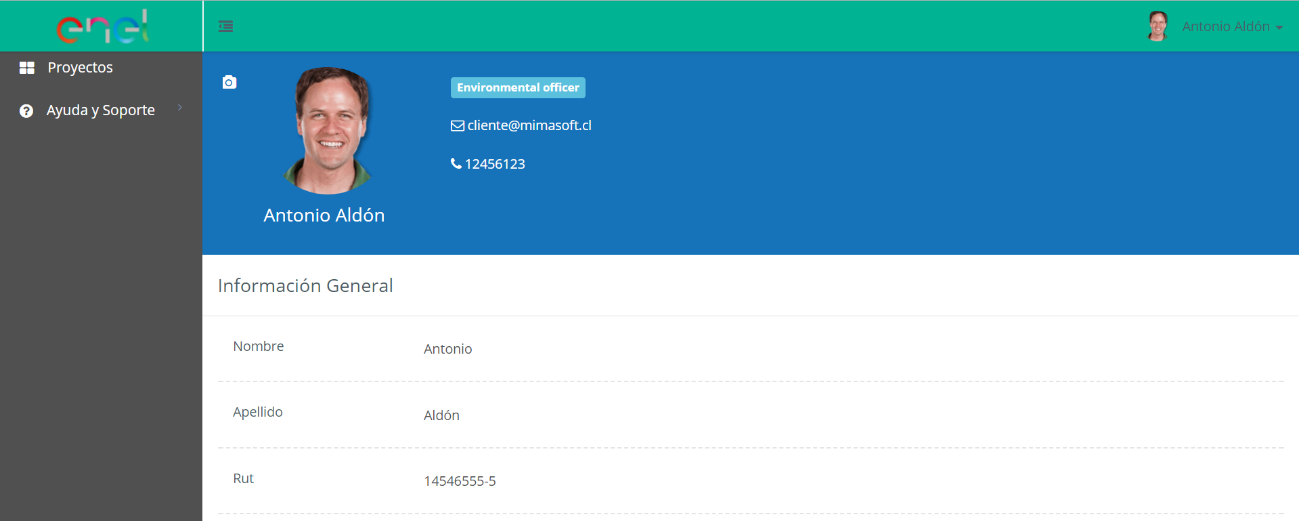 enel
Antonio Aldón
Proyectos
Ayuda y Soporte
Environmental officer
cliente@mimasoft.cl
12456123
Antonio Aldón
Información General
Nombre Antonio
Apellido Aldón
Rut 14546555-5